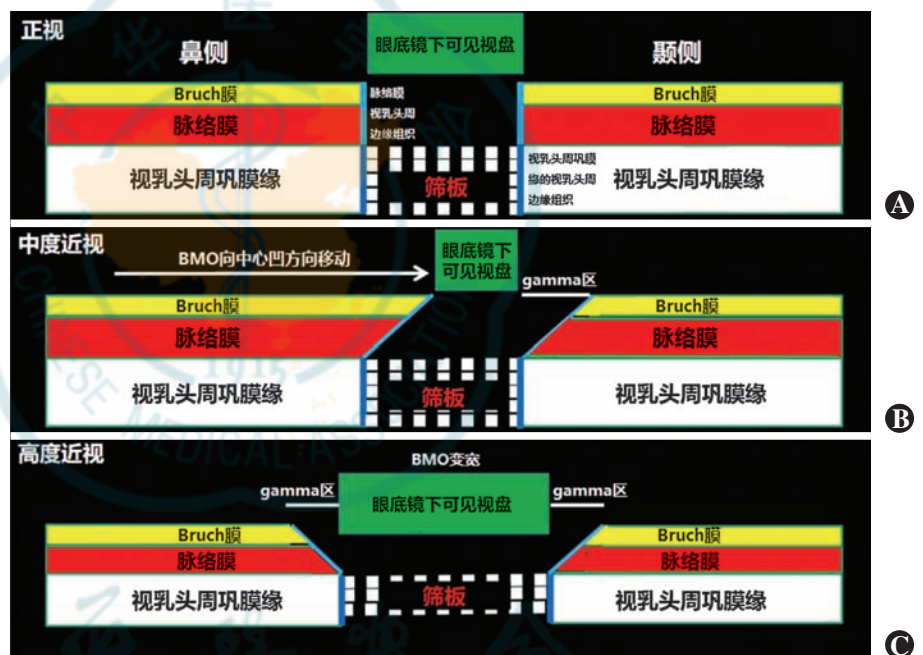 正视
鼻侧
眼底镜下可见视盘
颞侧
Bruch膜
脉络膜
Bruch膜
脉络膜
视乳头周
边缘组织
脉络膜
视乳头周巩膜缘
筛板
视乳头周巩膜
缘的视乳头周
边缘组织
视乳头周巩膜缘
A
中度近视
BMO向中心凹方向移动
眼底镜下
可见视盘
gamma区
Bruch膜
Bruch膜
脉络膜
脉络膜
视乳头周巩膜缘
筛板
视乳头周巩膜缘
B
高度近视
BMO变宽
gamma区
眼底镜下可见视盘
gamma区
Bruch膜
Bruch膜
脉络膜
脉络膜
视乳头周巩膜缘
筛板
视乳头周巩膜缘
C
CHINESE MEDICAL ASSOCIATION
1915